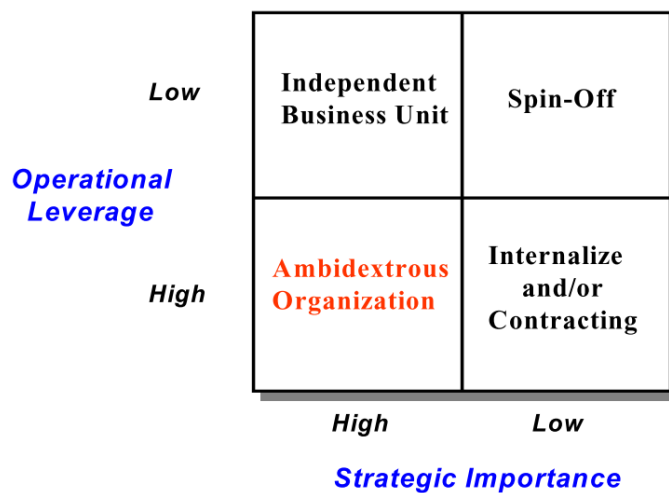 Low
Independent
Business Unit
Spin-Off
Operational
Leverage
High
Ambidextrous
Organization
Internalize
and/or
Contracting
High
Low
Strategic Importance